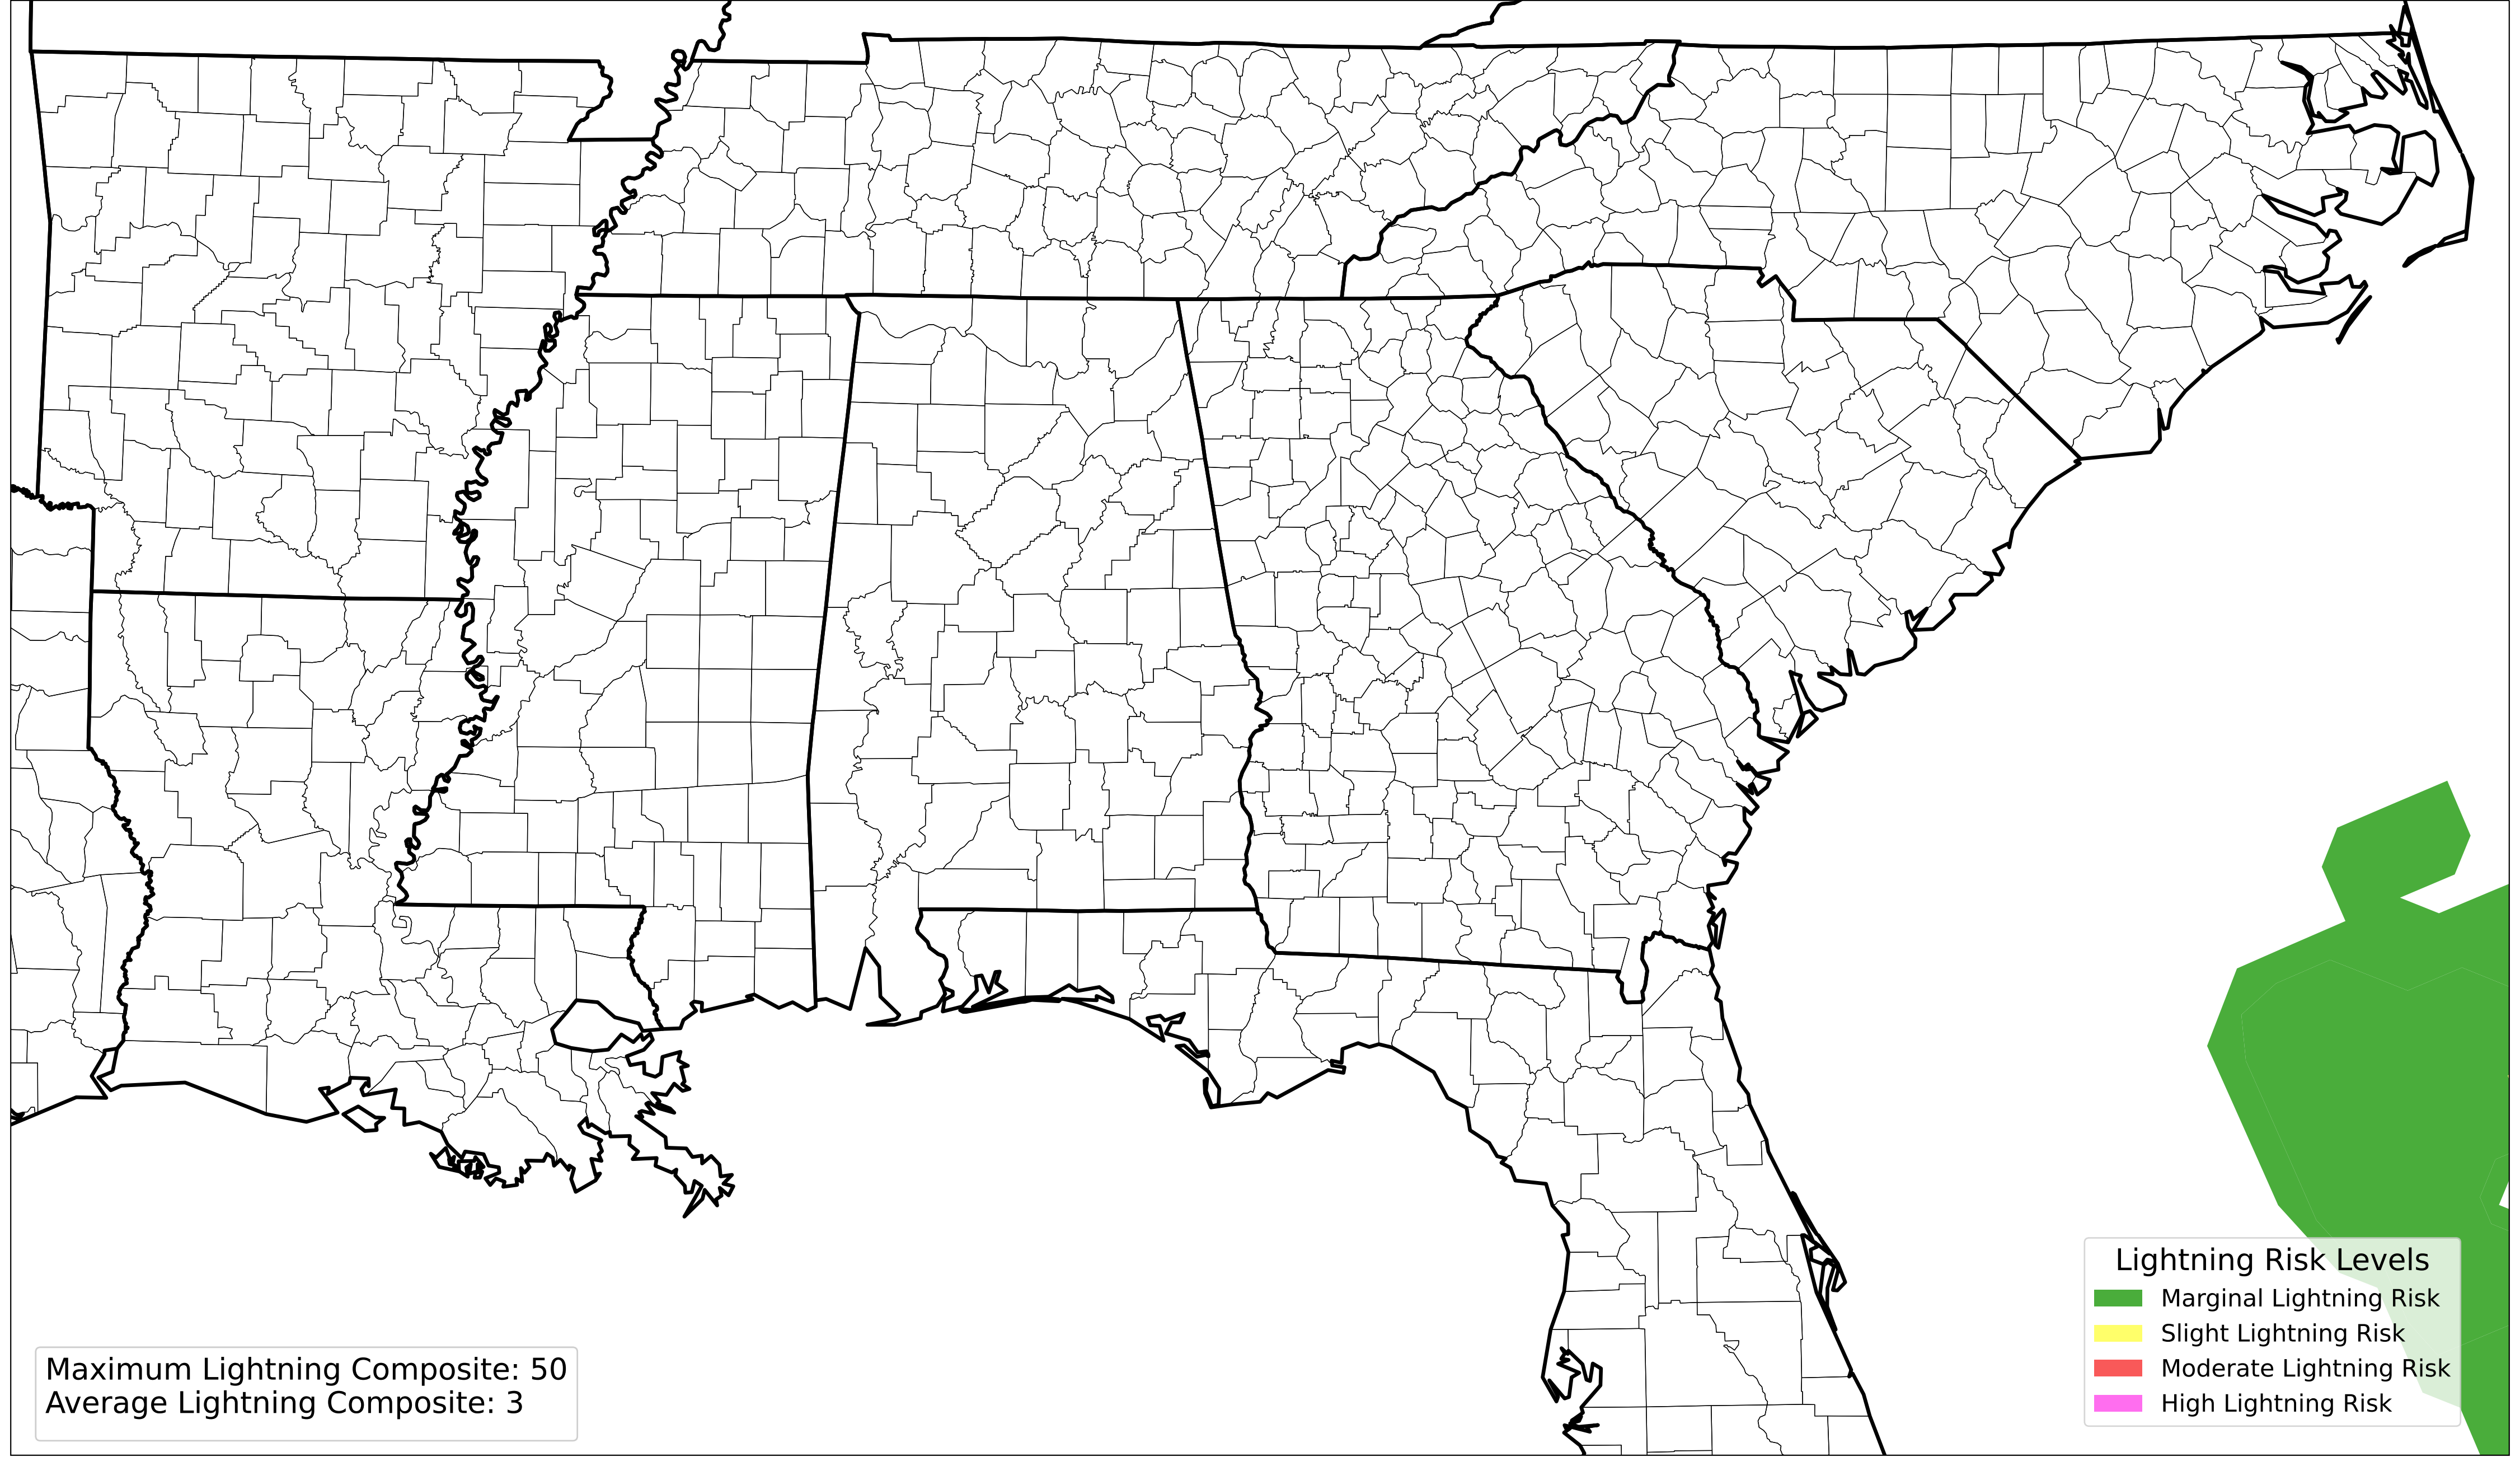 Lightning Risk Levels
Marginal Lightning Risk
Slight Lightning Risk
Moderate Lightning Risk
High Lightning Risk
Maximum Lightning Composite: 50
Average Lightning Composite: 3